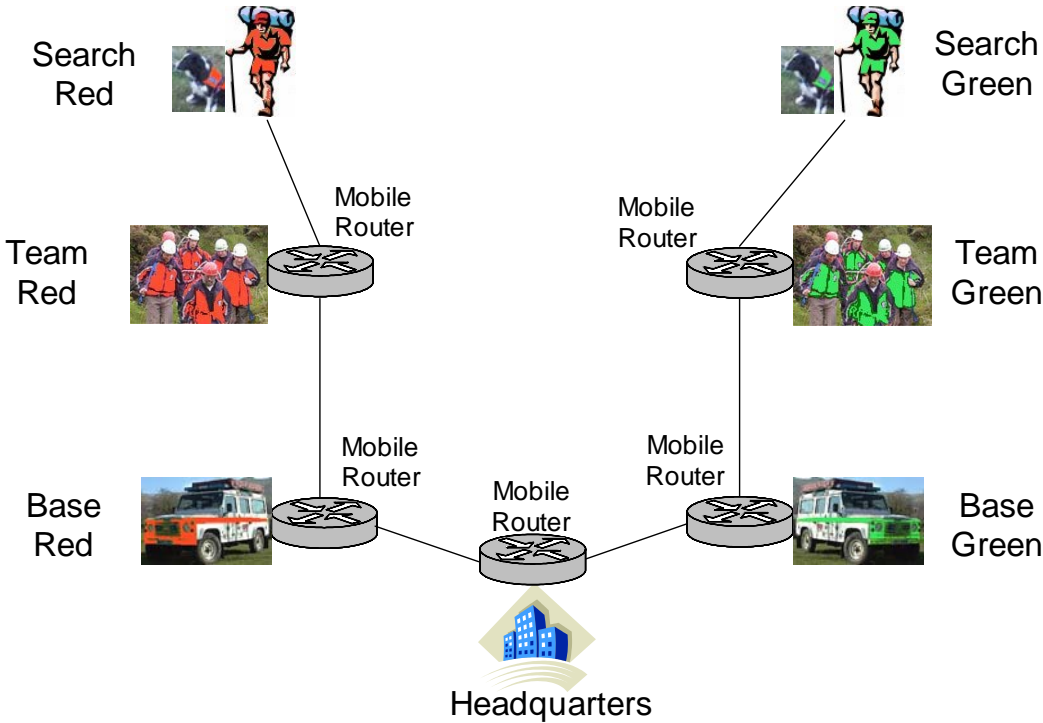 Search
Red
Search
Green
Mobile
Router
Mobile
Router
Team
Red
Team
Green
Mobile
Router
Mobile
Router
Base
Red
Mobile
Router
Base
Green
Headquarters